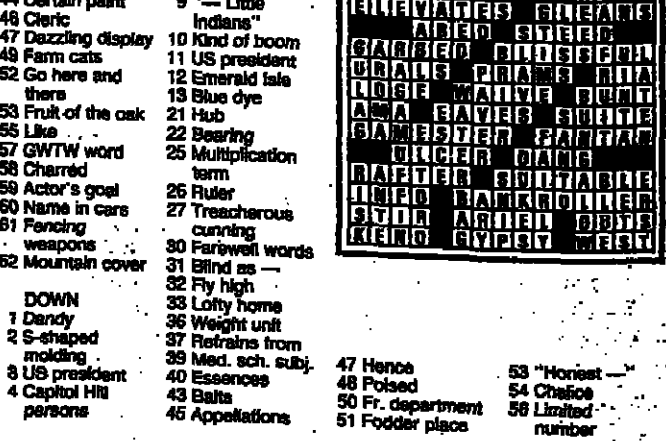 44 Certain paint
46 Cleric
47 Dazzling display
49 Farm cats
52 Go here and
there
53 Fruit of the oak
55 Like
57 GWTW word
58 Charred
59 Actor's goal
60 Name in cars
61 Fencing
weapons
62 Mountain cover
DOWN
1 Dandy
2 S-shaped
molding
3 US president
4 Capitol Hill
persons
9 "— Little
Indians"
10 Kind of boom
11 US president
12 Emerald Isle
13 Blue dye
21 Hub
22 Bearing
25 Multiplication
term
26 Ruler
27 Treacherous
cunning
30 Farewell words
31 Blind as —
32 Fly high
33 Lofty home
36 Weight unit
37 Refrains from
39 Med. sch. subj.
40 Essences
43 Baits
45 Appellations
ELEVATES GLEANS
ABED STEED
GARBED BLISSFUL
URALS PRAMS RIA
LOGE WAIVE BUNT
AMA EAVES SUITE
GAMESTER FANTAN
ULCER DANG
RAFTER SUITABLE
INFO BANKROLLER
STIR ARIEL OBTS
KENO GYPSY WEST
47 Hence
48 Poised
50 Fr. department
51 Fodder place
53 "Honest —"
54 Chalice
56 Limited
number